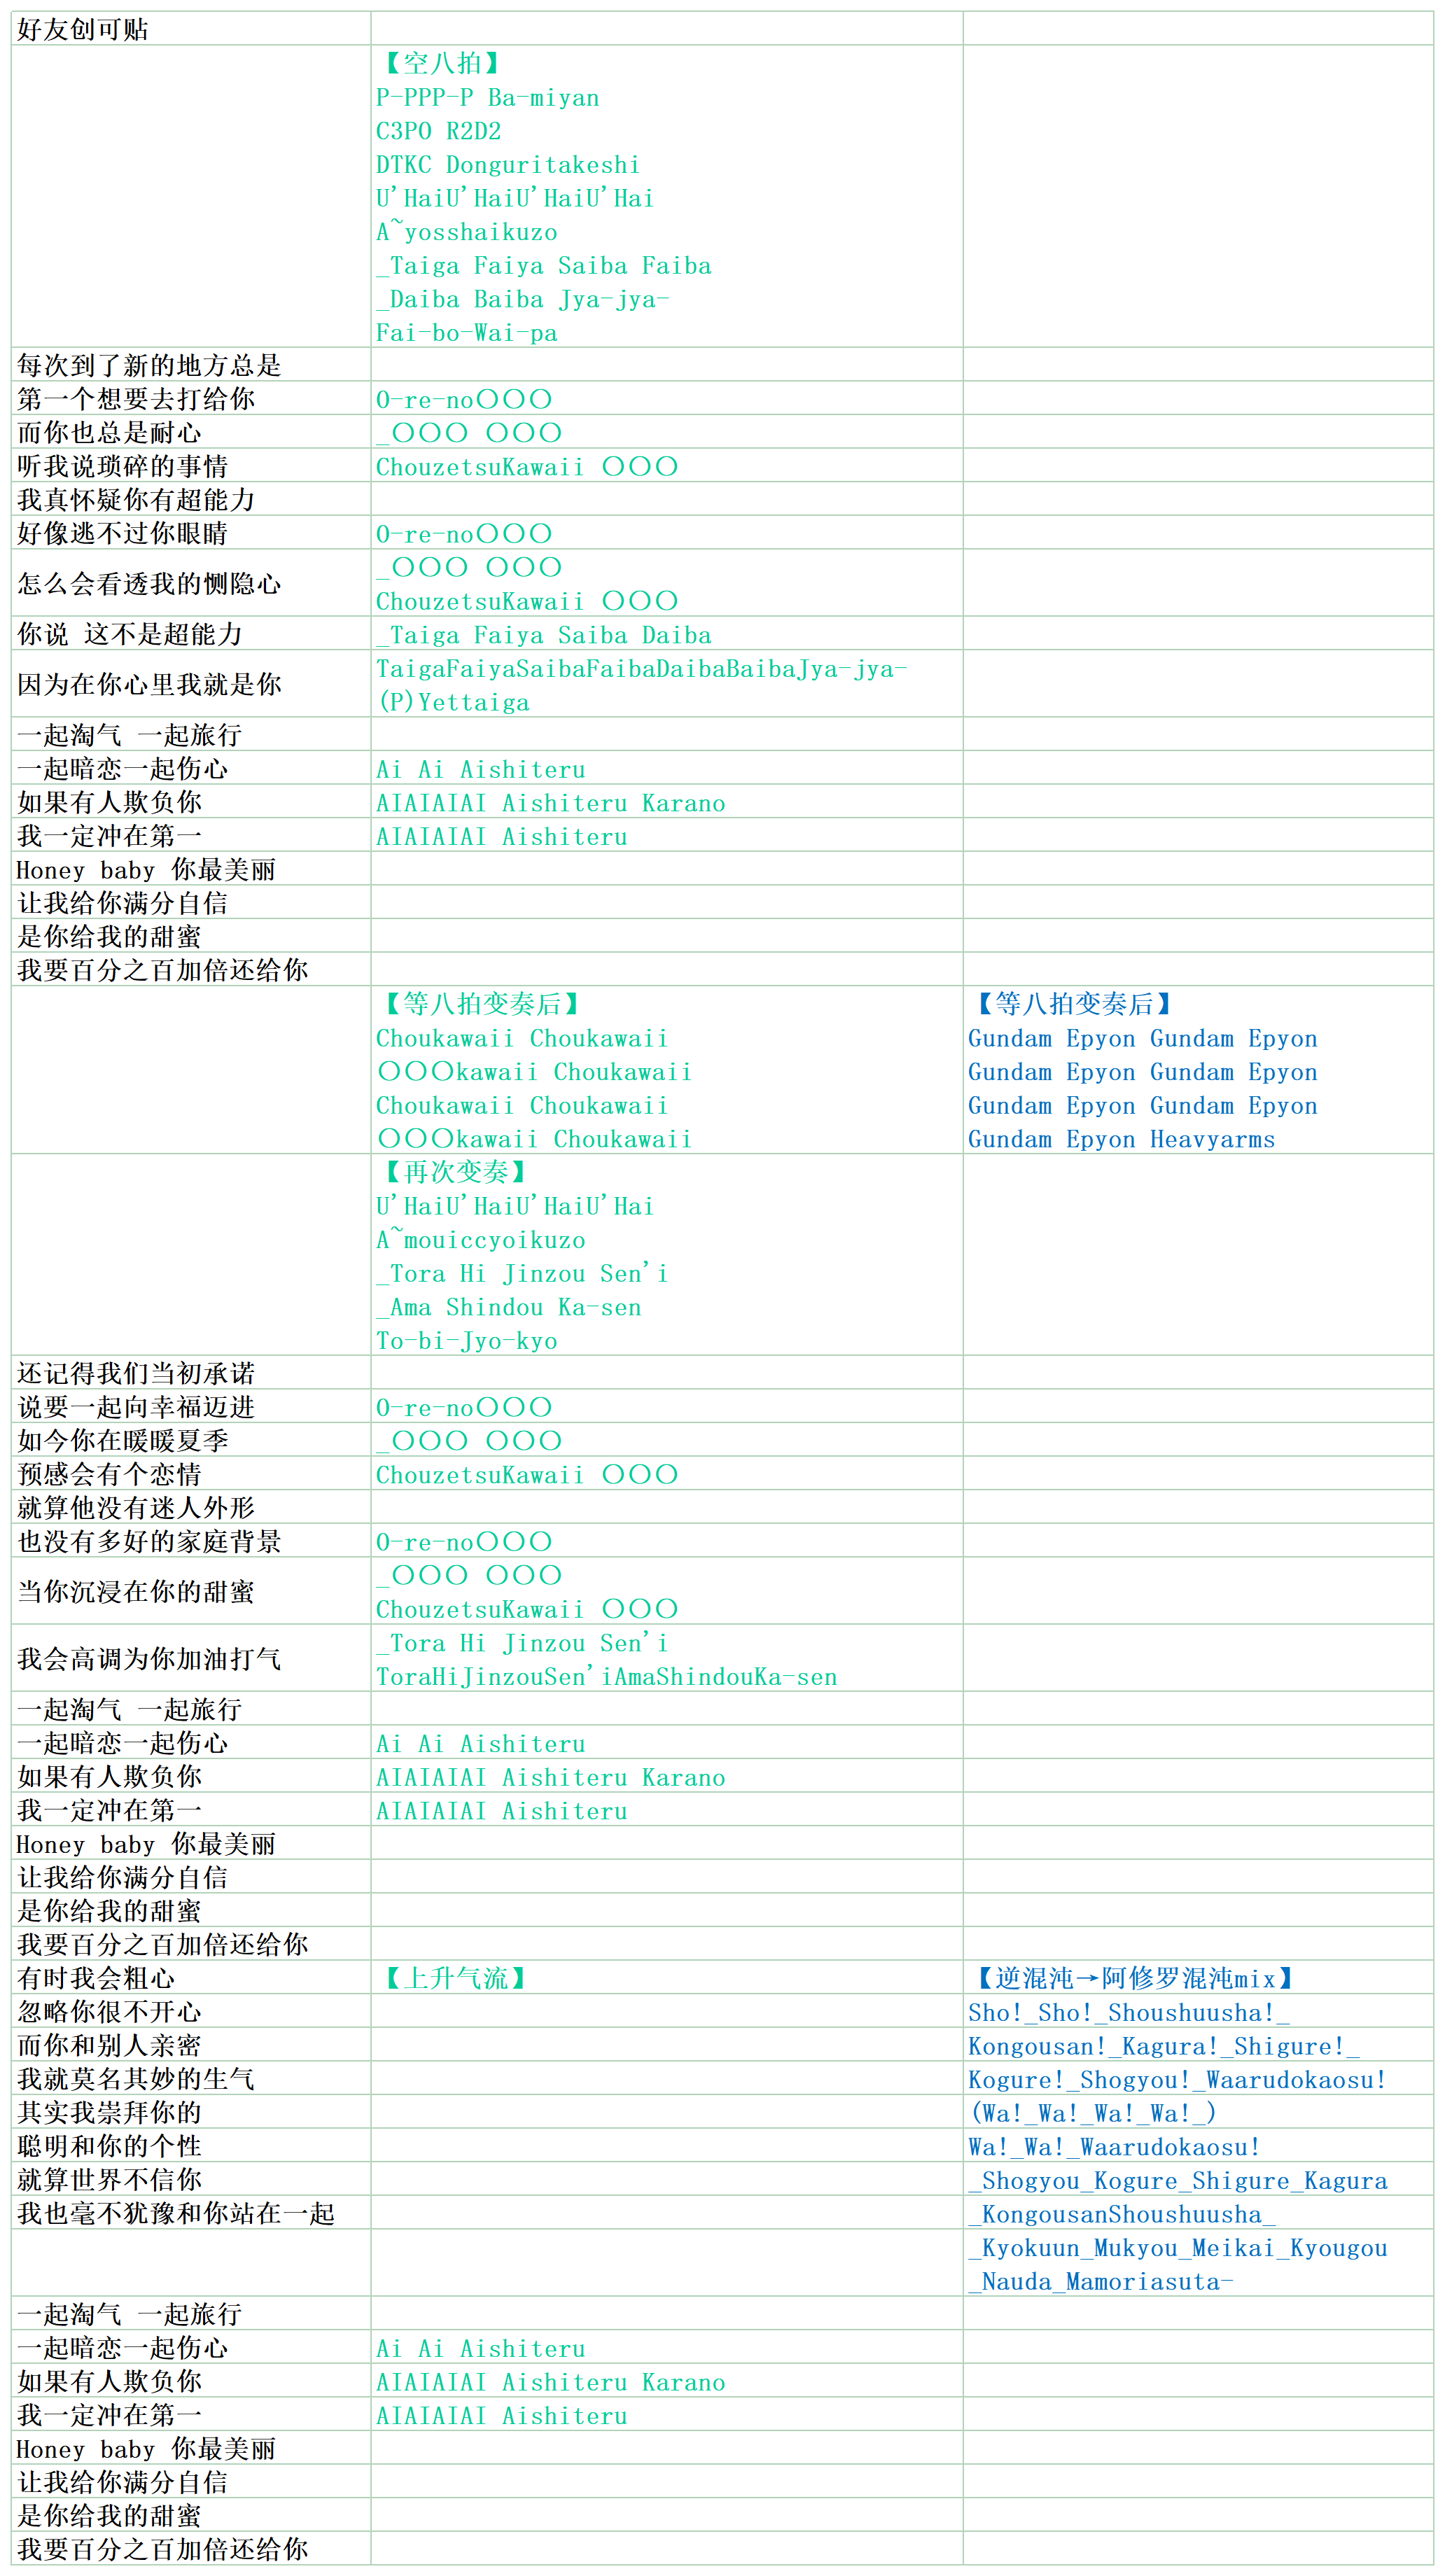 好友创可贴
【空八拍】
P-PPP-P Ba-miyan
C3PO R2D2
DTKC Donguritakeshi
U'HaiU'HaiU'HaiU'Hai
A~yosshaikuzo
_Taiga Faiya Saiba Faiba
_Daiba Baiba Jya-jya-
Fai-bo-Wai-pa
每次到了新的地方总是
第一个想要去打给你
O-re-no〇〇〇
而你也总是耐心
_〇〇〇 〇〇〇
听我说琐碎的事情
ChouzetsuKawaii 〇〇〇
我真怀疑你有超能力
好像逃不过你眼睛
O-re-no〇〇〇
怎么会看透我的恻隐心
_〇〇〇 〇〇〇
ChouzetsuKawaii 〇〇〇
你说 这不是超能力
_Taiga Faiya Saiba Daiba
因为在你心里我就是你
TaigaFaiyaSaibaFaibaDaibaBaibaJya-jya-
(P)Yettaiga
一起淘气 一起旅行
一起暗恋一起伤心
Ai Ai Aishiteru
如果有人欺负你
AIAIAIAI Aishiteru Karano
我一定冲在第一
AIAIAIAI Aishiteru
Honey baby 你最美丽
让我给你满分自信
是你给我的甜蜜
我要百分之百加倍还给你
【等八拍变奏后】
Choukawaii Choukawaii
〇〇〇kawaii Choukawaii
Choukawaii Choukawaii
〇〇〇kawaii Choukawaii
【等八拍变奏后】
Gundam Epyon Gundam Epyon
Gundam Epyon Gundam Epyon
Gundam Epyon Gundam Epyon
Gundam Epyon Heavyarms
【再次变奏】
U'HaiU'HaiU'HaiU'Hai
A~mouiccyoikuzo
_Tora Hi Jinzou Sen'i
_Ama Shindou Ka-sen
To-bi-Jyo-kyo
还记得我们当初承诺
说要一起向幸福迈进
O-re-no〇〇〇
如今你在暖暖夏季
_〇〇〇 〇〇〇
预感会有个恋情
ChouzetsuKawaii 〇〇〇
就算他没有迷人外形
也没有多好的家庭背景
O-re-no〇〇〇
当你沉浸在你的甜蜜
_〇〇〇 〇〇〇
ChouzetsuKawaii 〇〇〇
我会高调为你加油打气
_Tora Hi Jinzou Sen'i
ToraHiJinzouSen'iAmaShindouKa-sen
一起淘气 一起旅行
一起暗恋一起伤心
Ai Ai Aishiteru
如果有人欺负你
AIAIAIAI Aishiteru Karano
我一定冲在第一
AIAIAIAI Aishiteru
Honey baby 你最美丽
让我给你满分自信
是你给我的甜蜜
我要百分之百加倍还给你
有时我会粗心
【上升气流】
【逆混沌→阿修罗混沌mix】
忽略你很不开心
Sho!_Sho!_Shoushuusha!_
而你和别人亲密
Kongousan!_Kagura!_Shigure!_
我就莫名其妙的生气
Kogure!_Shogyou!_Waarudokaosu!
其实我崇拜你的
(Wa!_Wa!_Wa!_Wa!_)
聪明和你的个性
Wa!_Wa!_Waarudokaosu!
就算世界不信你
_Shogyou_Kogure_Shigure_Kagura
我也毫不犹豫和你站在一起
_KongousanShoushuusha_
_Kyokuun_Mukyou_Meikai_Kyougou
_Nauda_Mamoriasuta-
一起淘气 一起旅行
一起暗恋一起伤心
Ai Ai Aishiteru
如果有人欺负你
AIAIAIAI Aishiteru Karano
我一定冲在第一
AIAIAIAI Aishiteru
Honey baby 你最美丽
让我给你满分自信
是你给我的甜蜜
我要百分之百加倍还给你